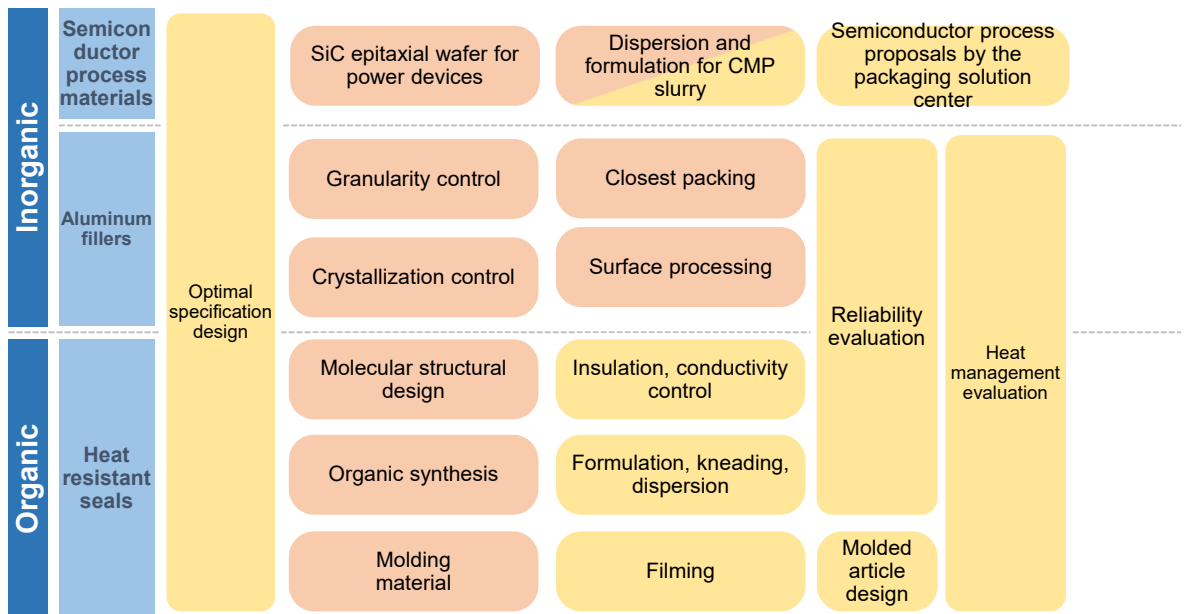 Inorganic
Semicon
ductor
process
materials
SiC epitaxial wafer for
power devices
Dispersion and
formulation for CMP
slurry
Semiconductor process
proposals by the
packaging solution
center
Aluminum
fillers
Granularity control
Closest packing
Crystallization control
Surface processing
Optimal
specification
design
Reliability
evaluation
Heat
management
evaluation
Organic
Heat
resistant
seals
Molecular structural
design
Insulation, conductivity
control
Organic synthesis
Formulation, kneading,
dispersion
Molding
material
Filming
Molded
article
design